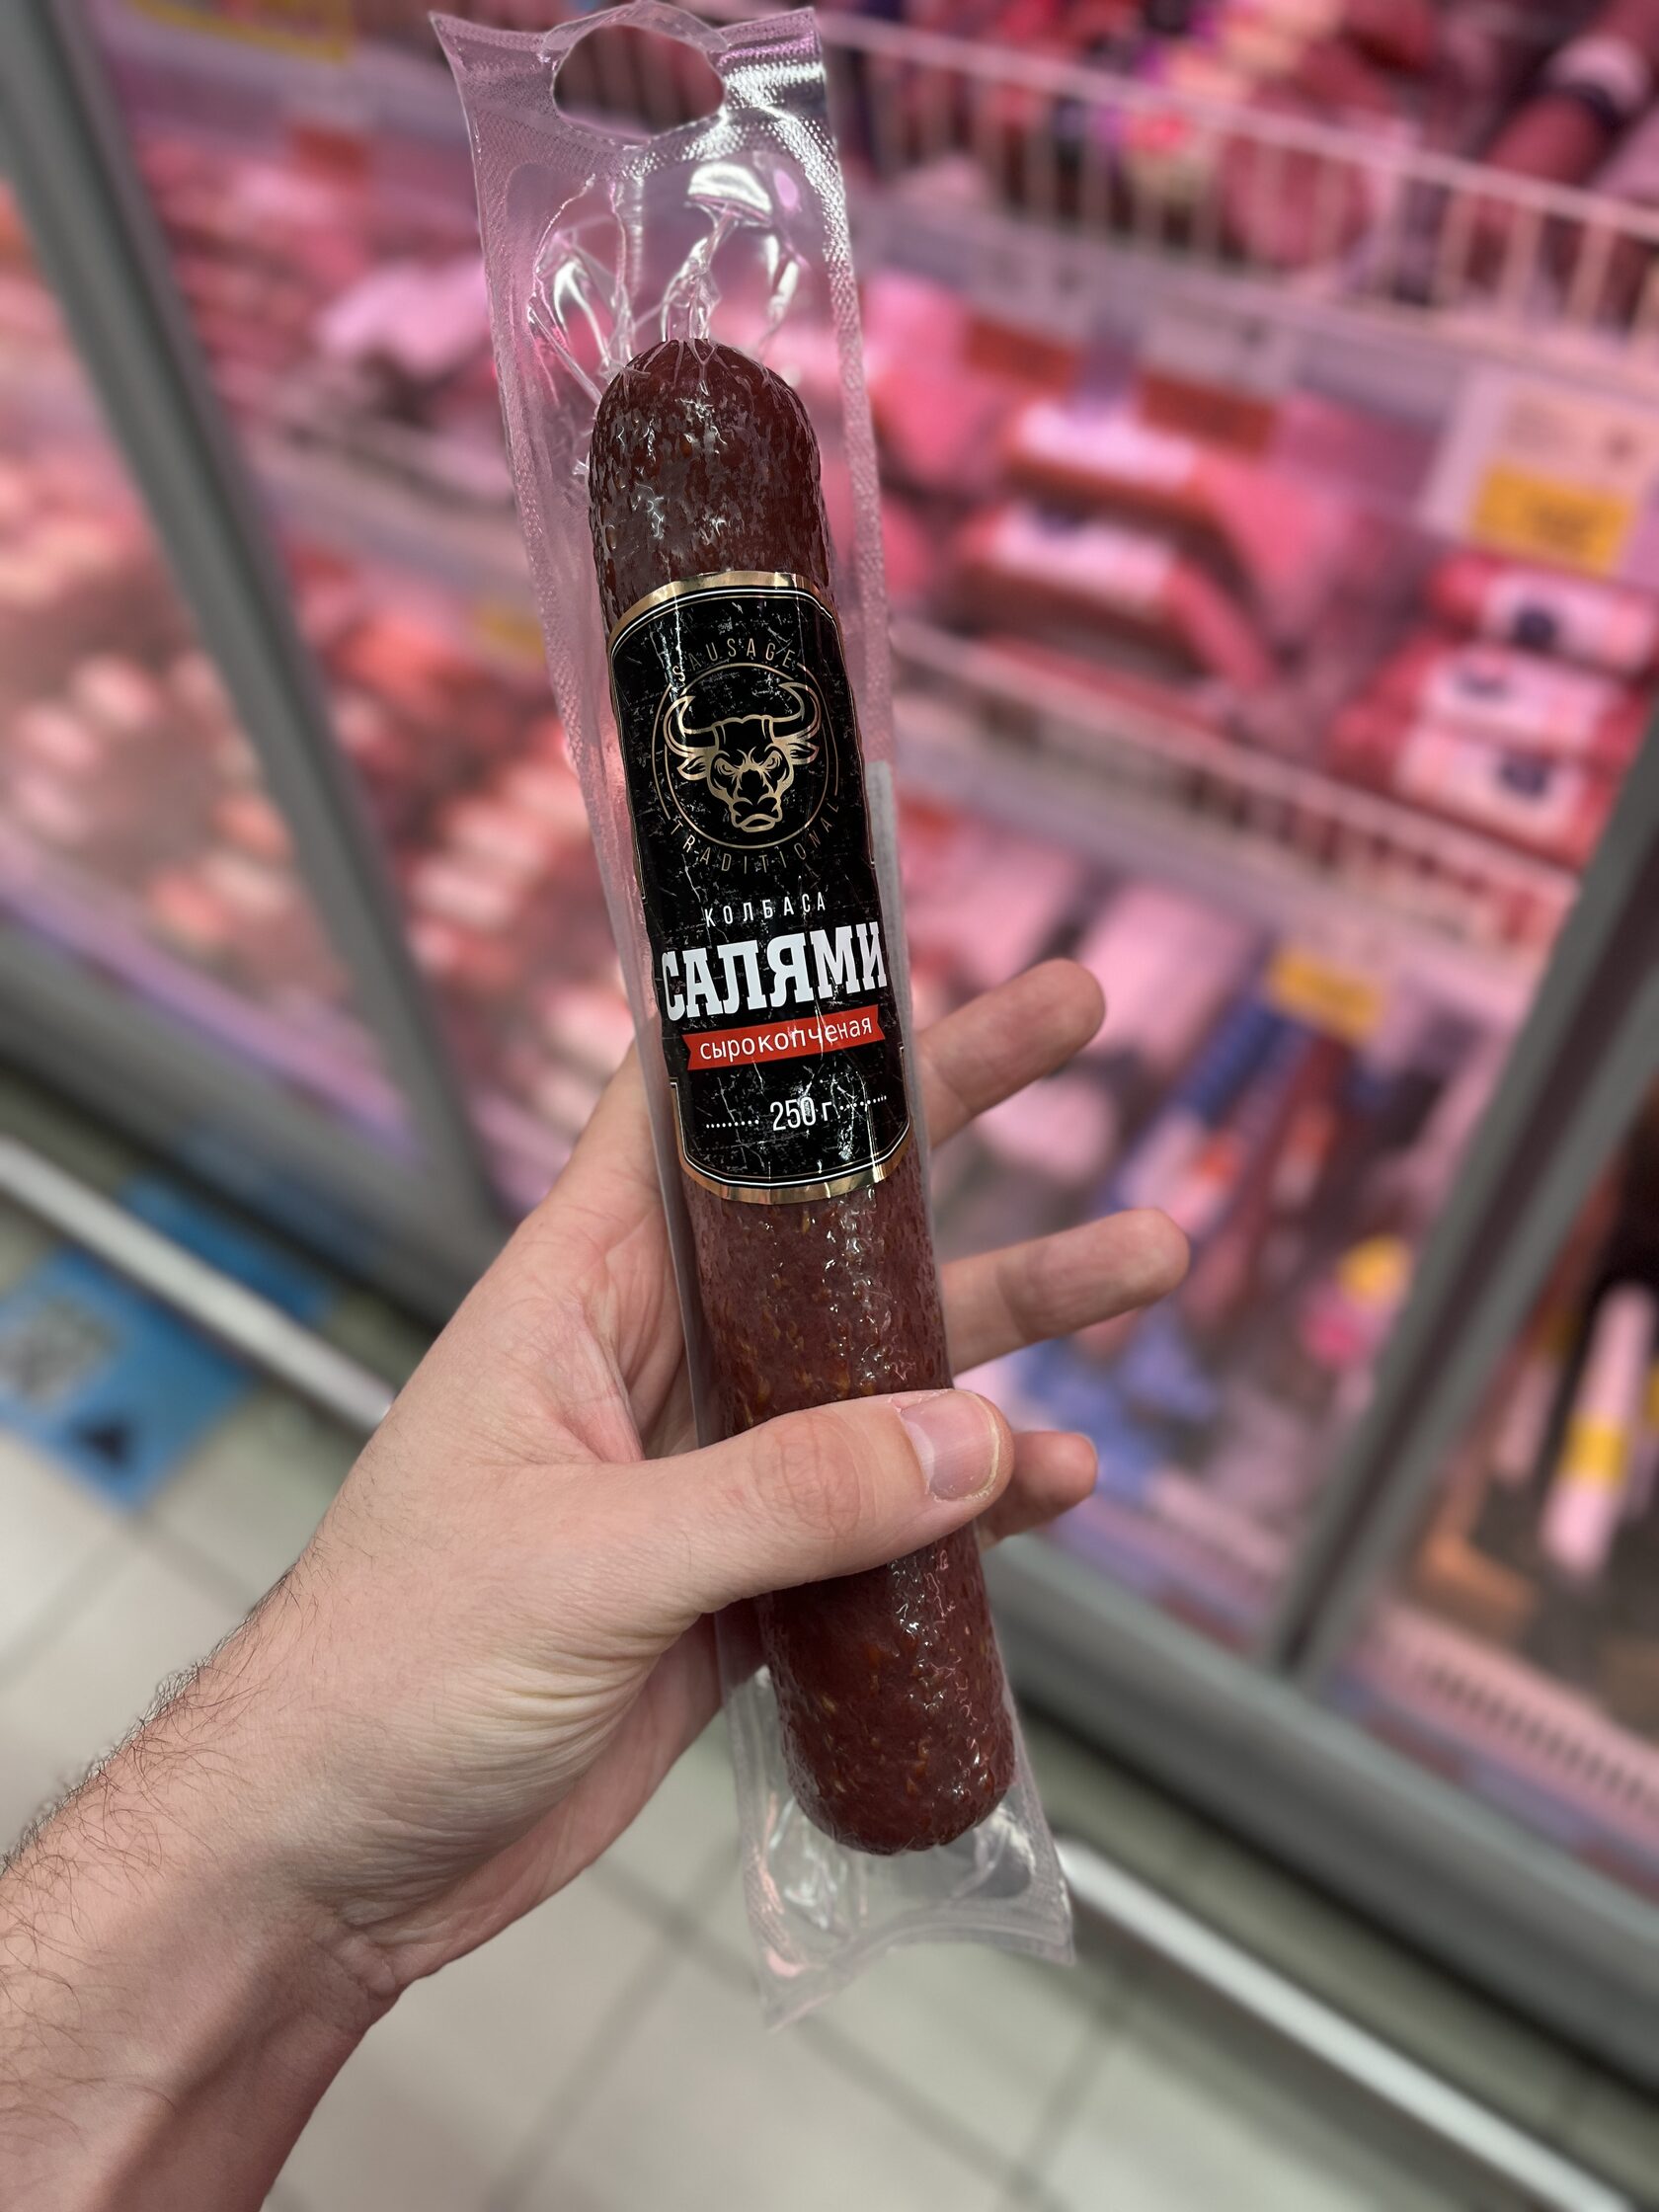 SAUSAGE
TRADITIONAL
КОЛБАСА
САЛЯМИ
сырокопченая
250 г